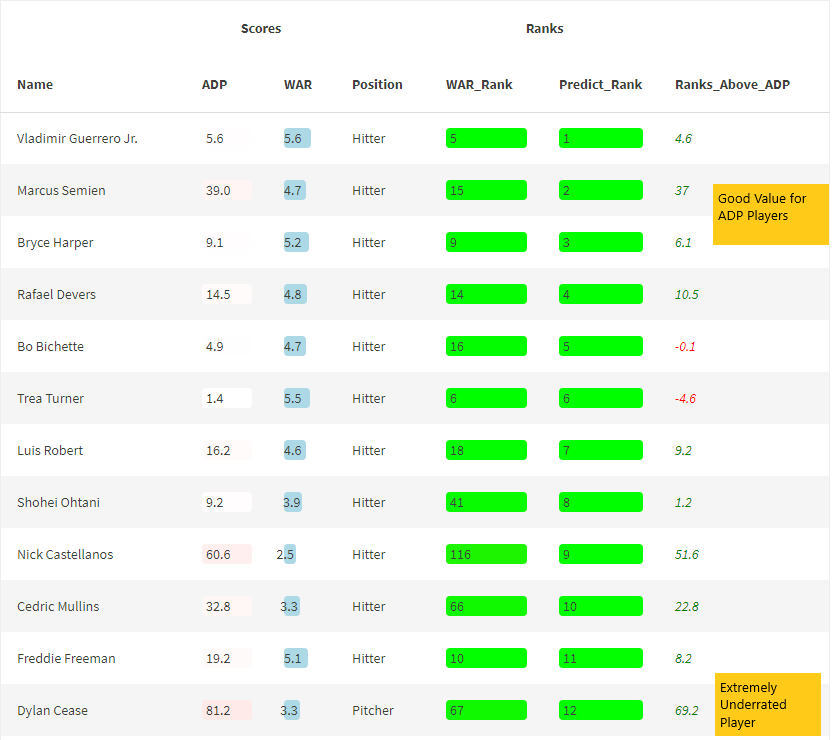 Scores Ranks
Name ADP WAR Position WAR_Rank Predict_Rank Ranks_Above_ADP
Vladimir Guerrero Jr. 5.6 5.6 Hitter 5 1 4.6
Marcus Semien 39.0 4.7 Hitter 15 2 37
Good Value for
ADP Players
Bryce Harper 9.1 5.2 Hitter 9 3 6.1
Rafael Devers 14.5 4.8 Hitter 14 4 10.5
Bo Bichette 4.9 4.7 Hitter 16 5 -0.1
Trea Turner 1.4 5.5 Hitter 6 6 -4.6
Luis Robert 16.2 4.6 Hitter 18 7 9.2
Shohei Ohtani 9.2 3.9 Hitter 41 8 1.2
Nick Castellanos 60.6 2.5 Hitter 116 9 51.6
Cedric Mullins 32.8 3.3 Hitter 66 10 22.8
Freddie Freeman 19.2 5.1 Hitter 10 11 8.2
Dylan Cease 81.2 3.3 Pitcher 67 12 69.2
Extremely
Underrated
Player